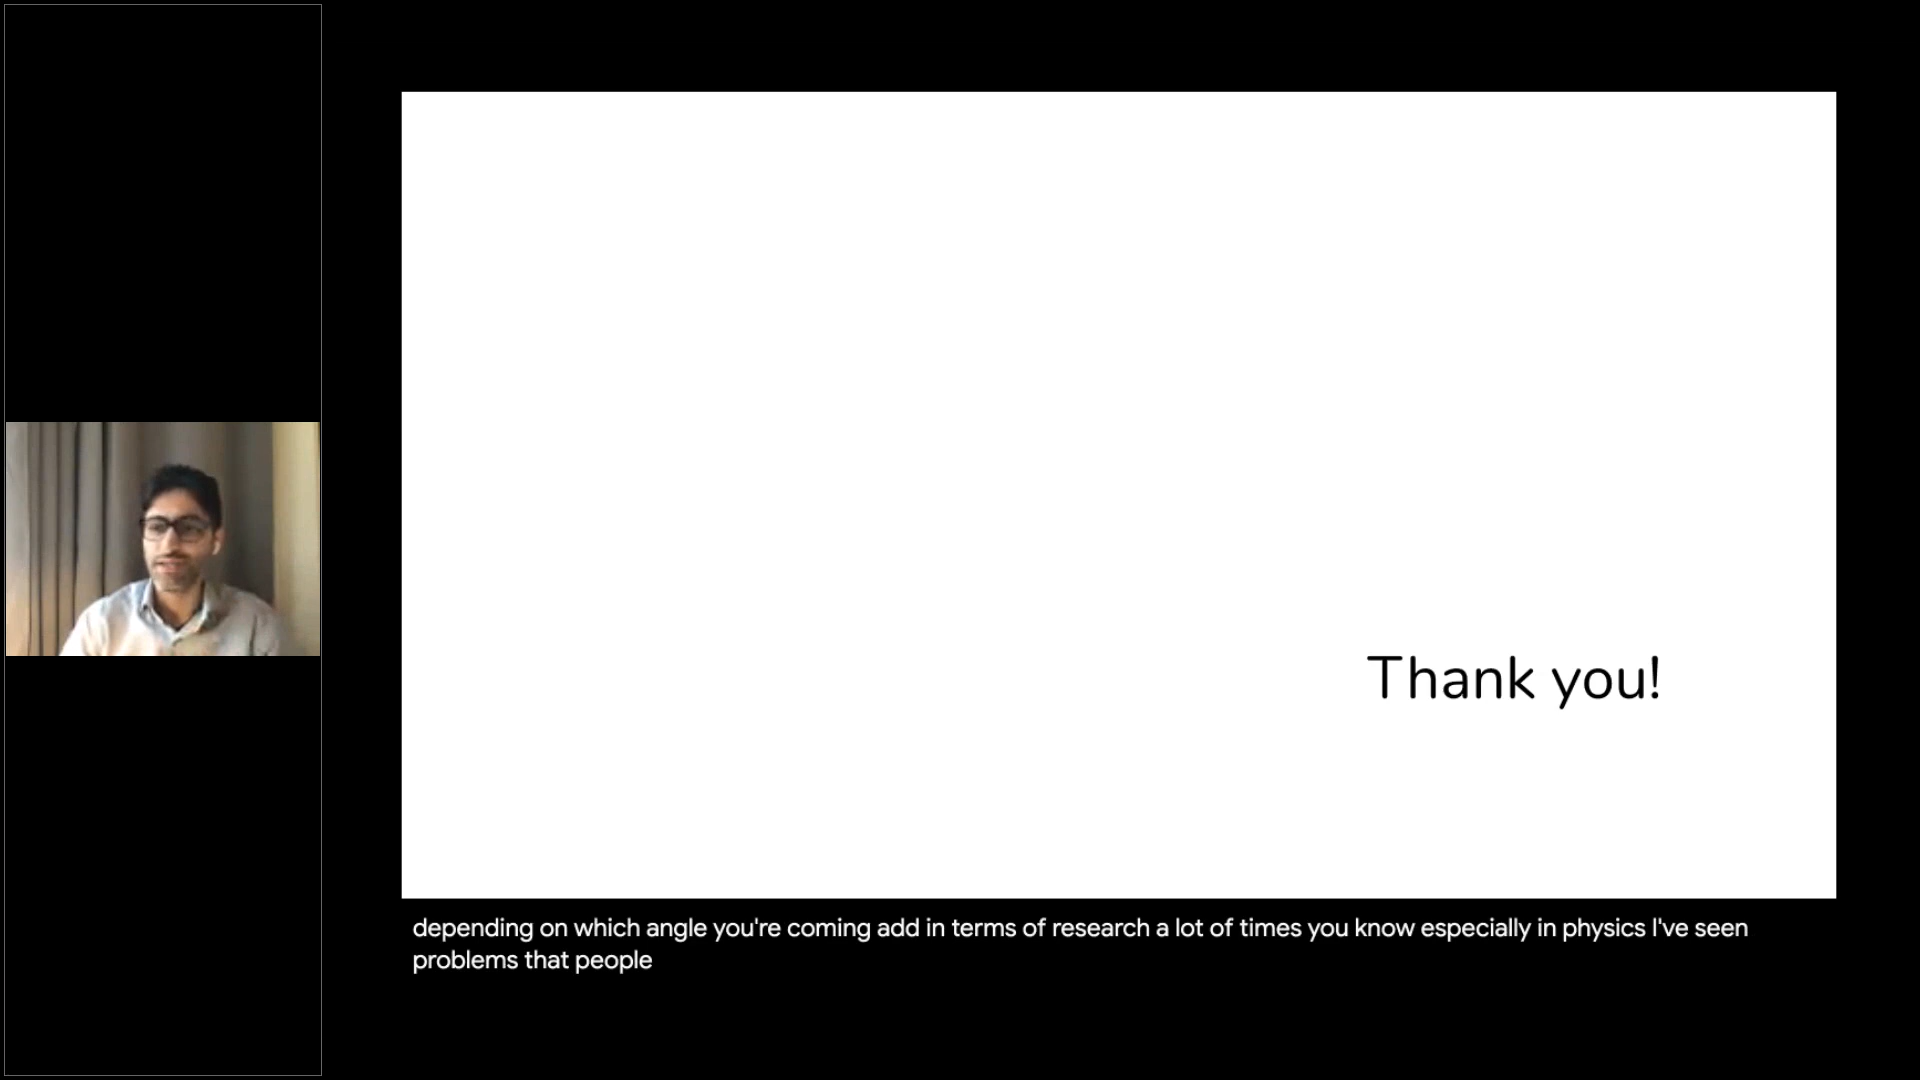 Thank you!
depending on which angle you're coming add in terms of research a lot of times you know especially in physics I've seen
problems that people